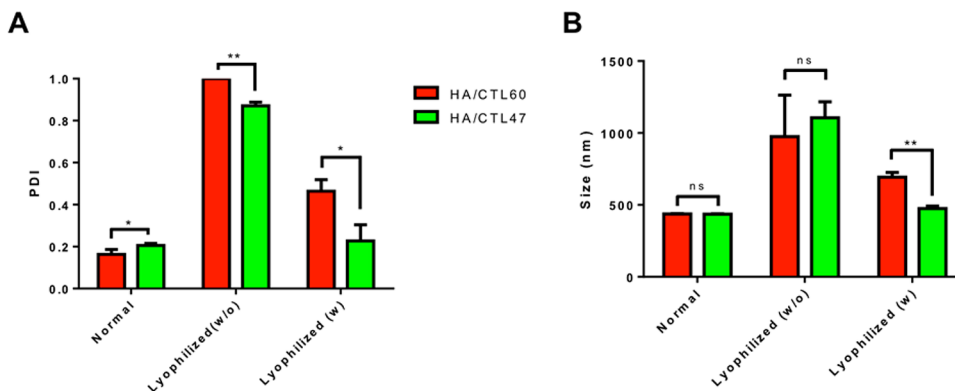 A
PDI
1.0
0.8
0.6
0.4
0.2
0.0
**
*
*
Normal
Lyophilized(w/o)
Lyophilized (w)
HA/CTL60
HA/CTL47
B
Size (nm)
1500
1000
500
0
ns
ns
**
Normal
Lyophilized (w/o)
Lyophilized (w)